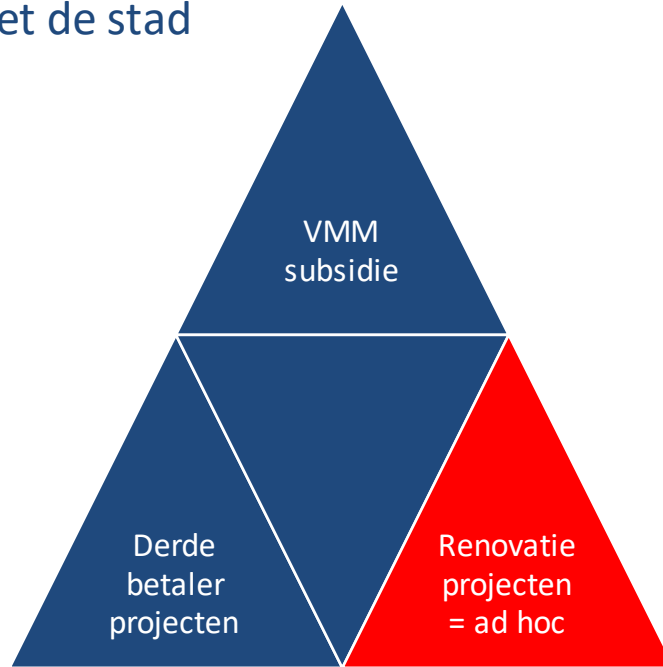 et de stad
VMM
subsidie
Derde
betaler
projecten
Renovatie
projecten
= ad hoc